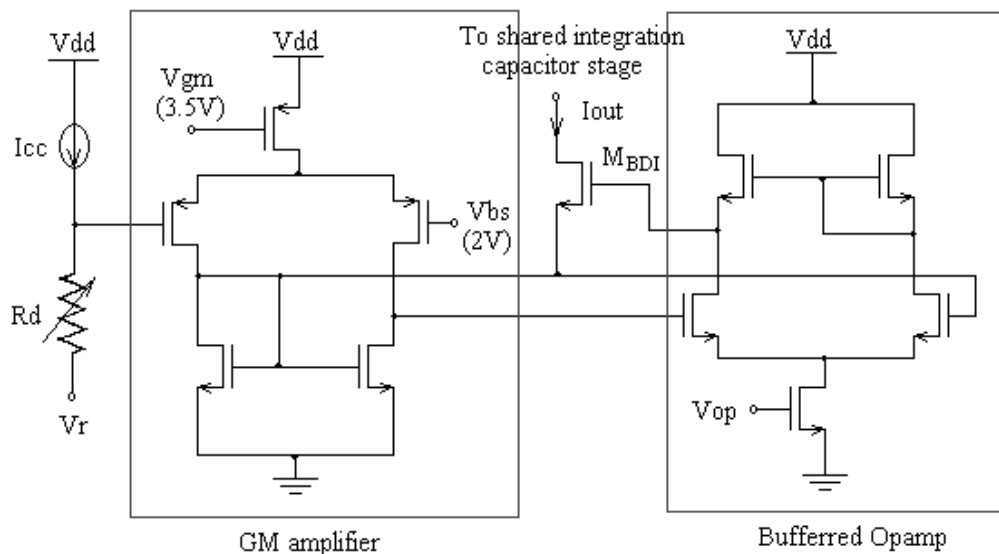 Vdd
Icc
Rd
Vr
Vdd
Vgm
(3.5V)
Vbs
(2V)
GM amplifier
To shared integration
capacitor stage
Iout
M_BDI
Vdd
Vop
Bufferred Opamp